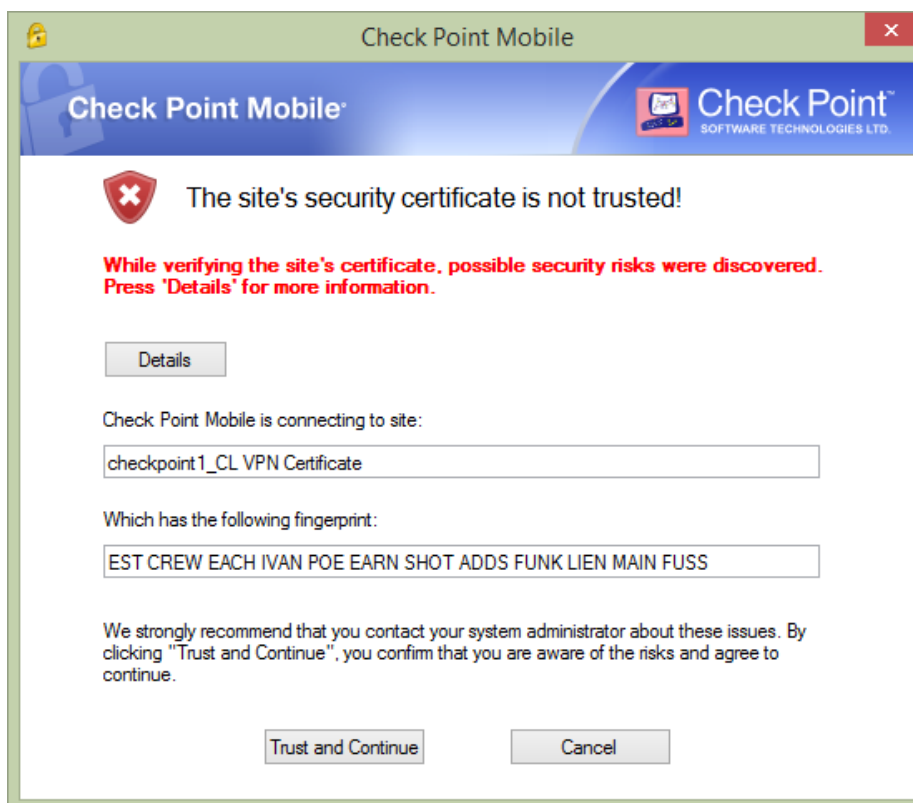 Check Point Mobile
Check Point Mobile®
Check Point™
SOFTWARE TECHNOLOGIES LTD.
The site's security certificate is not trusted!
While verifying the site's certificate, possible security risks were discovered.
Press 'Details' for more information.
Details
Check Point Mobile is connecting to site:
checkpoint1_CL VPN Certificate
Which has the following fingerprint:
EST CREW EACH IVAN POE EARN SHOT ADDS FUNK LIEN MAIN FUSS
We strongly recommend that you contact your system administrator about these issues. By
clicking "Trust and Continue", you confirm that you are aware of the risks and agree to
continue.
Trust and Continue
Cancel